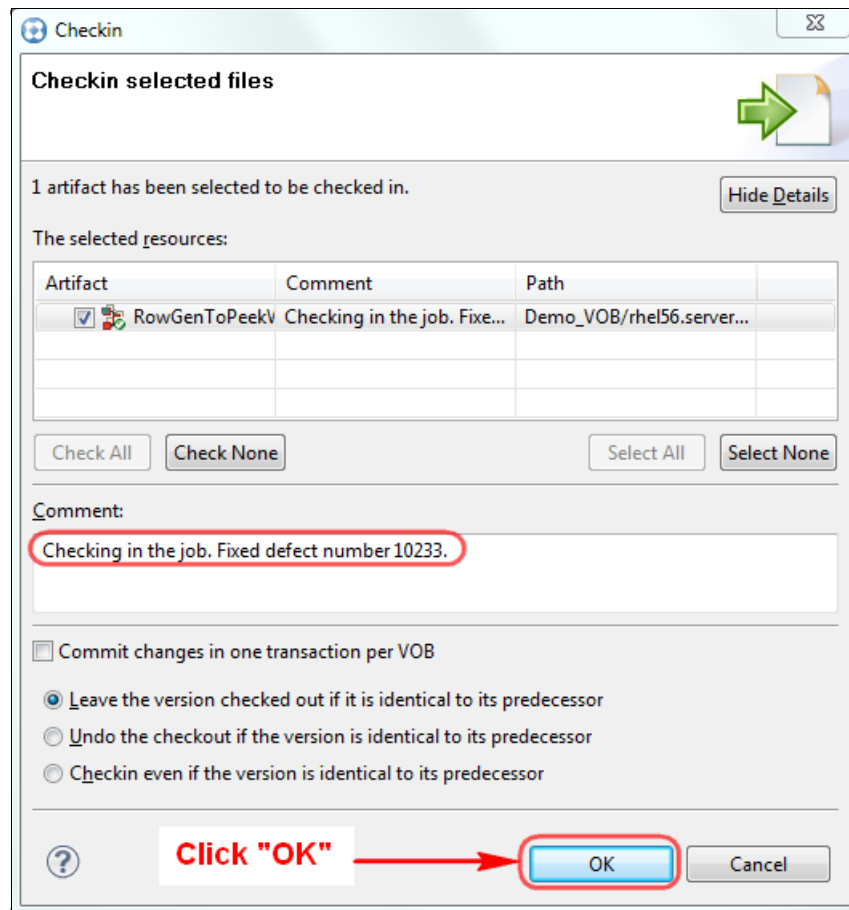 Checkin
Checkin selected files
1 artifact has been selected to be checked in.
Hide Details
The selected resources:
Artifact Comment Path
RowGenToPeekV Checking in the job. Fixe... Demo_VOB/rhel56.server...
Check All Check None Select All Select None
Comment:
Checking in the job. Fixed defect number 10233.
Commit changes in one transaction per VOB
Leave the version checked out if it is identical to its predecessor
Undo the checkout if the version is identical to its predecessor
Checkin even if the version is identical to its predecessor
? Click "OK" OK Cancel